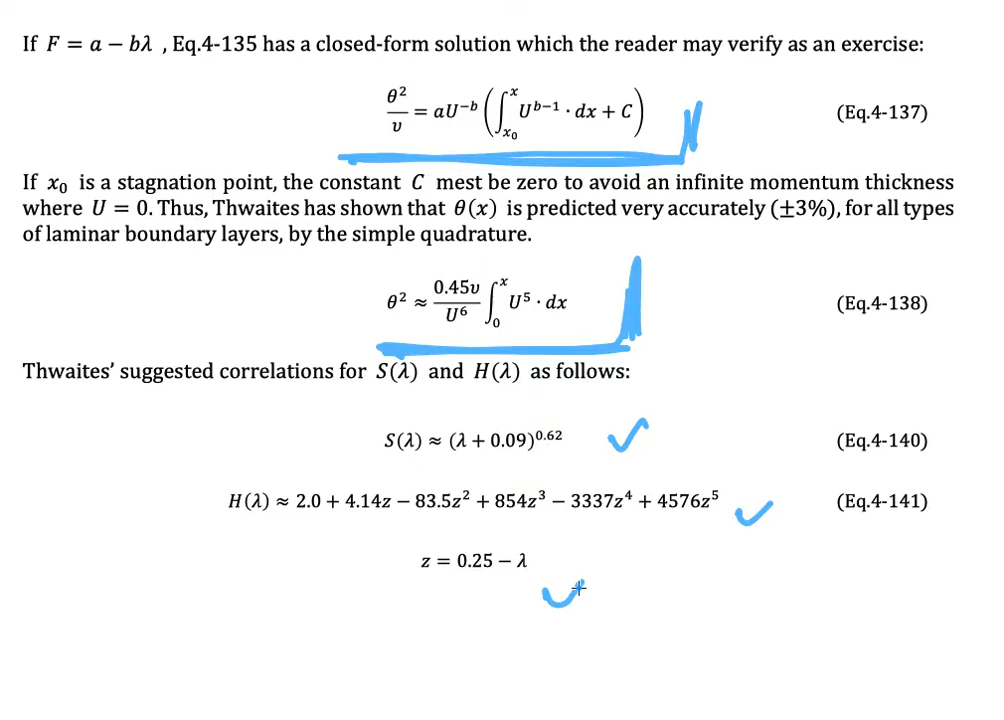 If F = a − bλ , Eq.4-135 has a closed-form solution which the reader may verify as an exercise:
θ²/υ = aU⁻ᵇ (∫ₓ₀ˣ Uᵇ⁻¹ · dx + C) (Eq.4-137)
If x₀ is a stagnation point, the constant C mest be zero to avoid an infinite momentum thickness
where U = 0. Thus, Thwaites has shown that θ(x) is predicted very accurately (±3%), for all types
of laminar boundary layers, by the simple quadrature.
θ² ≈ 0.45υ/U⁶ ∫₀ˣ U⁵ · dx (Eq.4-138)
Thwaites’ suggested correlations for S(λ) and H(λ) as follows:
S(λ) ≈ (λ + 0.09)⁰·⁶² (Eq.4-140)
H(λ) ≈ 2.0 + 4.14z − 83.5z² + 854z³ − 3337z⁴ + 4576z⁵ (Eq.4-141)
z = 0.25 − λ